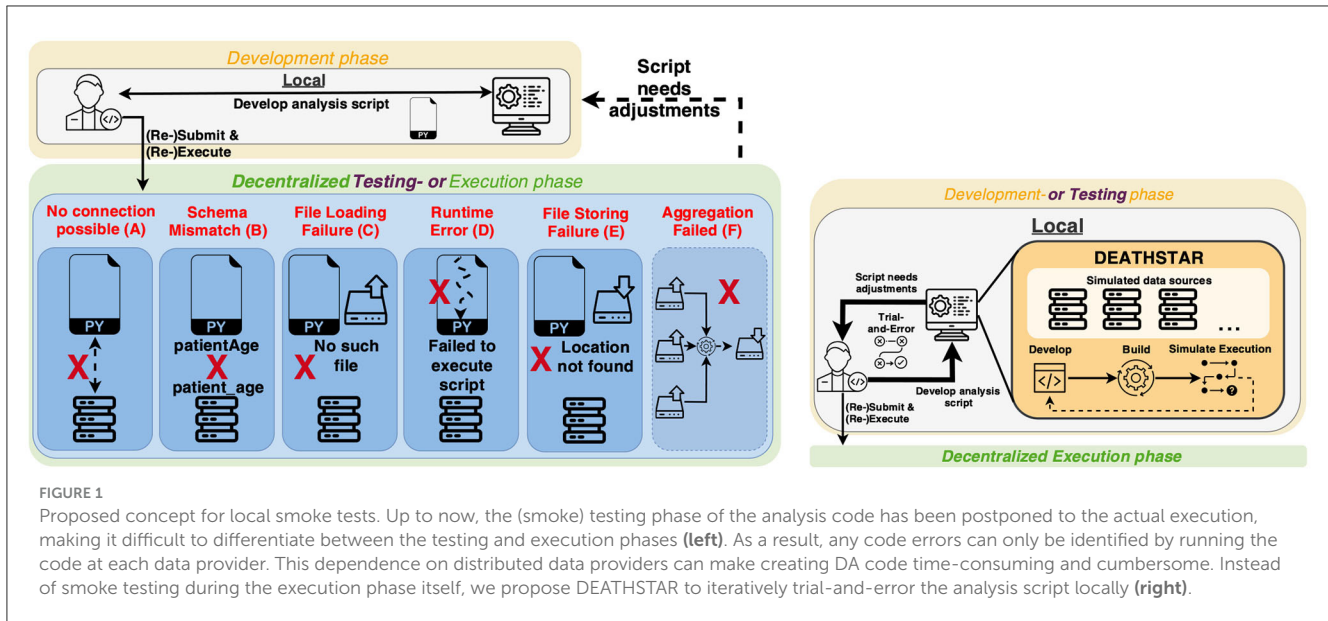 Development phase
Local
Develop analysis script
PY
(Re-)Submit &
(Re-)Execute
Script
needs
adjustments
Decentralized Testing- or Execution phase
No connection
possible (A)
PY
X
Schema
Mismatch (B)
PY
patientAge
X
patient_age
File Loading
Failure (C)
PY
X No such
file
Runtime
Error (D)
X
PY
Failed to
execute
script
File Storing
Failure (E)
PY
X Location
not found
Aggregation
Failed (F)
X
Development- or Testing phase
Local
Script needs
adjustments
Trial-
and-Error
Develop analysis
script
(Re-)Submit &
(Re-)Execute
DEATHSTAR
Simulated data sources
...
Develop Build Simulate Execution
?
Decentralized Execution phase
FIGURE 1
Proposed concept for local smoke tests. Up to now, the (smoke) testing phase of the analysis code has been postponed to the actual execution,
making it difficult to differentiate between the testing and execution phases (left). As a result, any code errors can only be identified by running the
code at each data provider. This dependence on distributed data providers can make creating DA code time-consuming and cumbersome. Instead
of smoke testing during the execution phase itself, we propose DEATHSTAR to iteratively trial-and-error the analysis script locally (right).